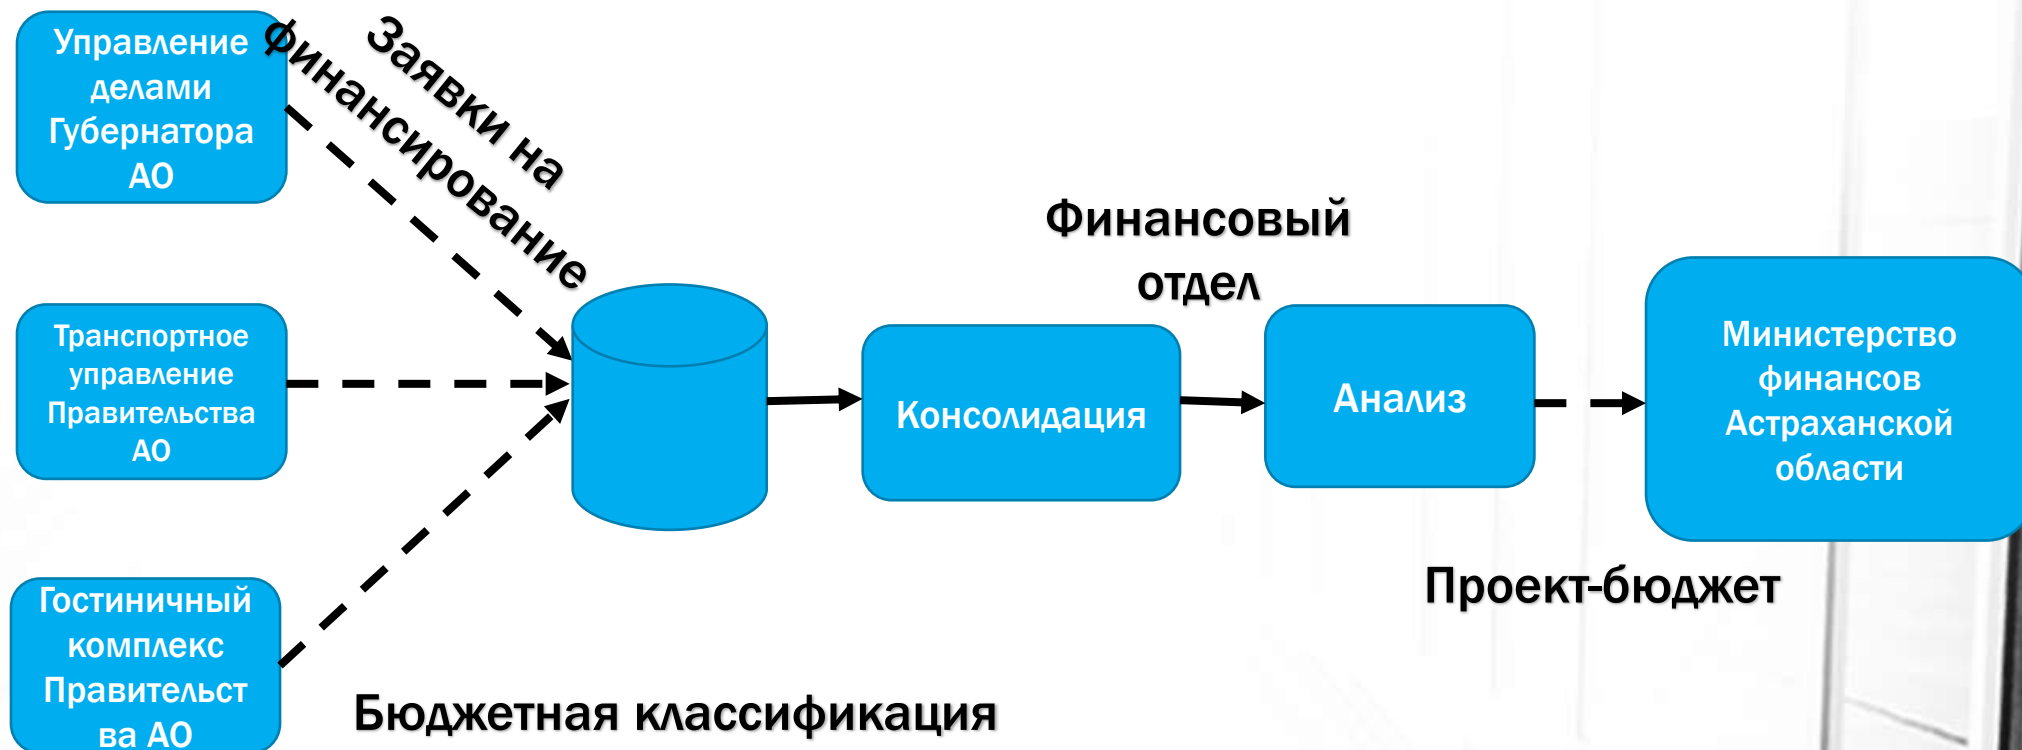 Управление
делами
Губернатора
АО
Заявки на
финансирование
Транспортное
управление
Правительства
АО
Гостиничный
комплекс
Правительст
ва АО
Финансовый
отдел
Консолидация
Анализ
Министерство
финансов
Астраханской
области
Проект-бюджет
Бюджетная классификация